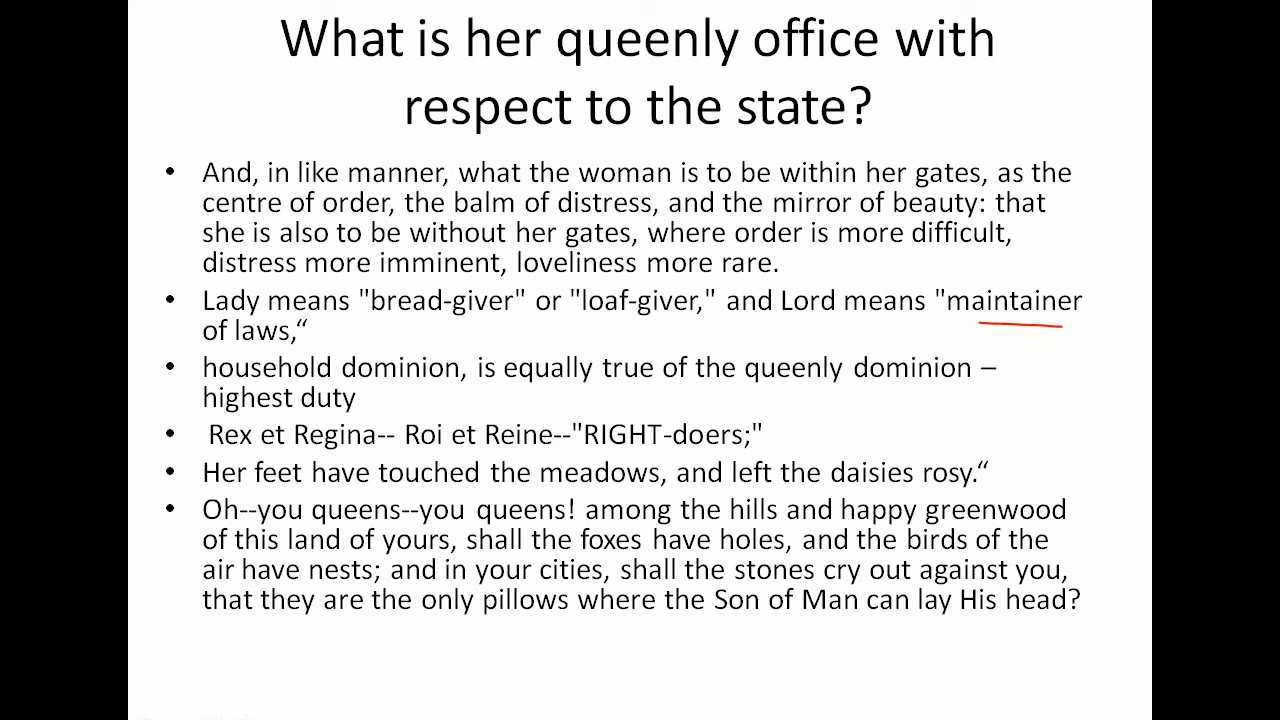 What is her queenly office with
respect to the state?
• And, in like manner, what the woman is to be within her gates, as the
centre of order, the balm of distress, and the mirror of beauty: that
she is also to be without her gates, where order is more difficult,
distress more imminent, loveliness more rare.
• Lady means "bread-giver" or "loaf-giver," and Lord means "maintainer
of laws,“
• household dominion, is equally true of the queenly dominion –
highest duty
• Rex et Regina-- Roi et Reine--"RIGHT-doers;"
• Her feet have touched the meadows, and left the daisies rosy.“
• Oh--you queens--you queens! among the hills and happy greenwood
of this land of yours, shall the foxes have holes, and the birds of the
air have nests; and in your cities, shall the stones cry out against you,
that they are the only pillows where the Son of Man can lay His head?